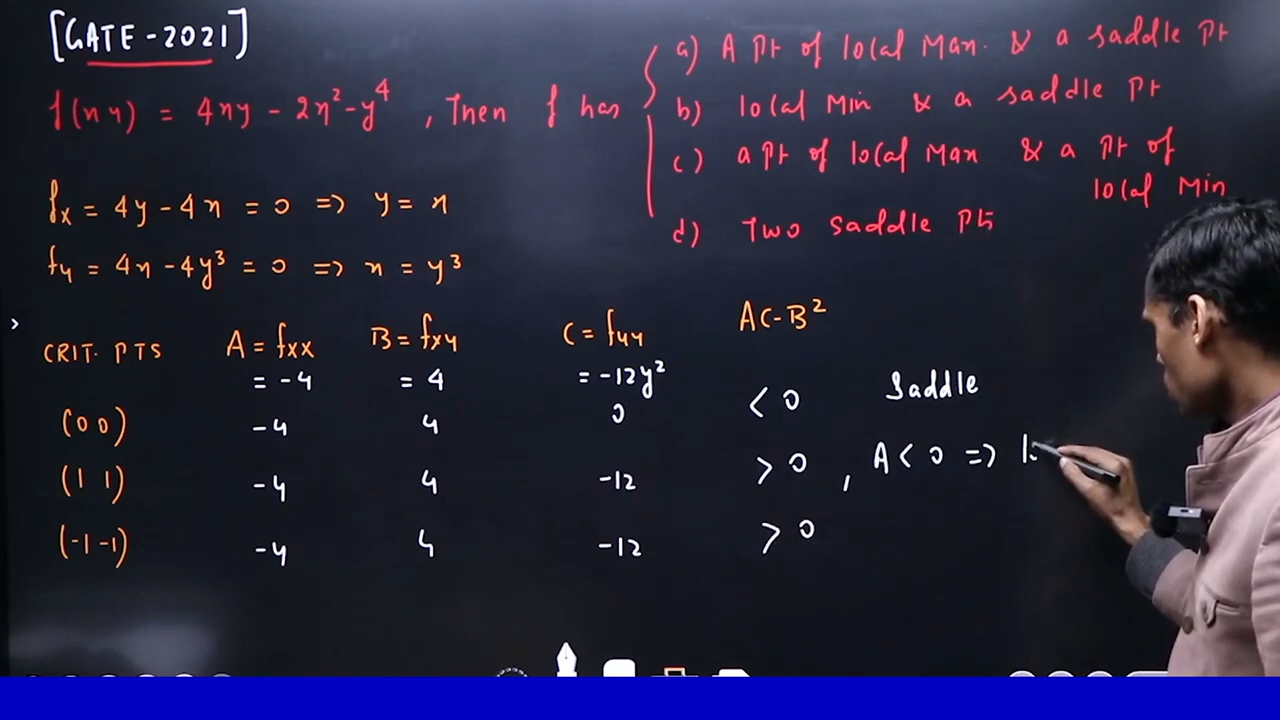 [GATE-2021]
f(x y) = 4xy - 2x² - y⁴ , Then f has
a) A Pt of local Max. & a saddle Pt
b) local Min & a saddle Pt
c) a Pt of local Max & a Pt of
local Min
d) Two saddle Pts
fx = 4y - 4x = 0 => y = x
fy = 4x - 4y³ = 0 => x = y³
CRIT. PTS A = fxx B = fxy C = fyy AC-B²
= -4 = 4 = -12y²
(0 0) -4 4 0 < 0 Saddle
(1 1) -4 4 -12 > 0 , A < 0 => lo
(-1 -1) -4 4 -12 > 0